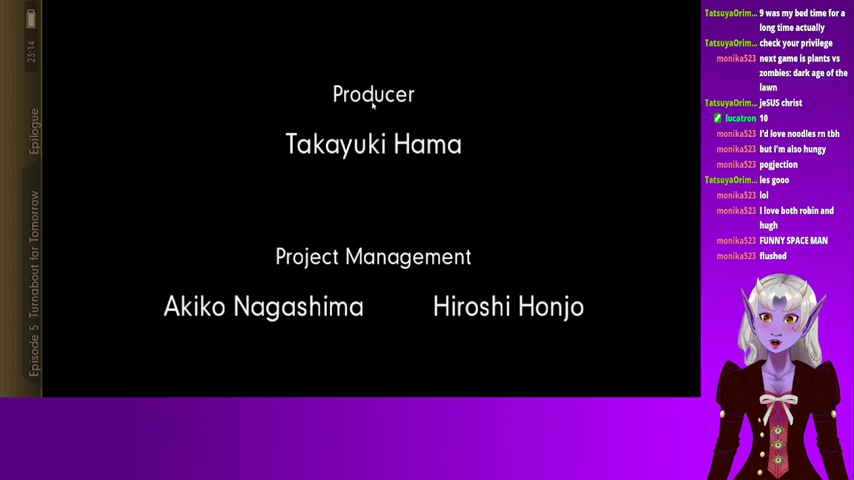 23:14
Epilogue
Episode 5 Turnabout for Tomorrow
Producer
Takayuki Hama
Project Management
Akiko Nagashima Hiroshi Honjo
TatsuyaOrim... 9 was my bed time for a
long time actually
TatsuyaOrim... check your privilege
monika523 next game is plants vs
zombies: dark age of the
lawn
TatsuyaOrim... jeSUS christ
lucatron 10
monika523 I'd love noodles rn tbh
monika523 but I'm also hungy
monika523 pogjection
TatsuyaOrim... les gooo
monika523 lol
monika523 I love both robin and
hugh
monika523 FUNNY SPACE MAN
monika523 flushed